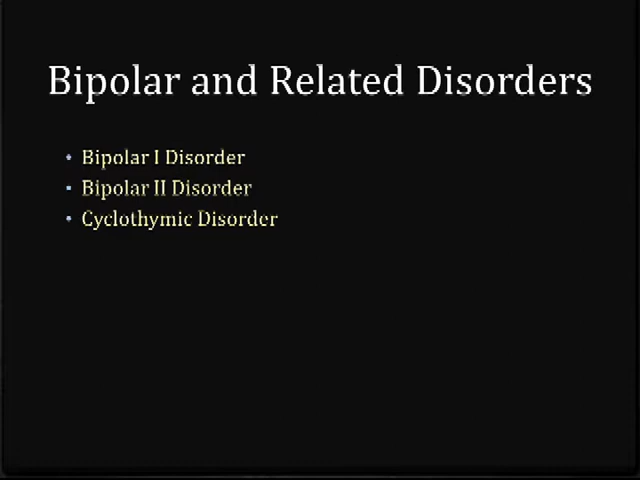 Bipolar and Related Disorders
• Bipolar I Disorder
• Bipolar II Disorder
• Cyclothymic Disorder